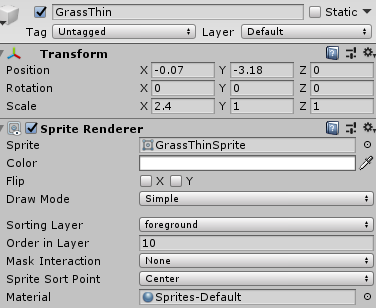 GrassThin Static
Tag Untagged Layer Default
Transform
Position X -0.07 Y -3.18 Z 0
Rotation X 0 Y 0 Z 0
Scale X 2.4 Y 1 Z 1
Sprite Renderer
Sprite GrassThinSprite
Color
Flip X Y
Draw Mode Simple
Sorting Layer foreground
Order in Layer 10
Mask Interaction None
Sprite Sort Point Center
Material Sprites-Default